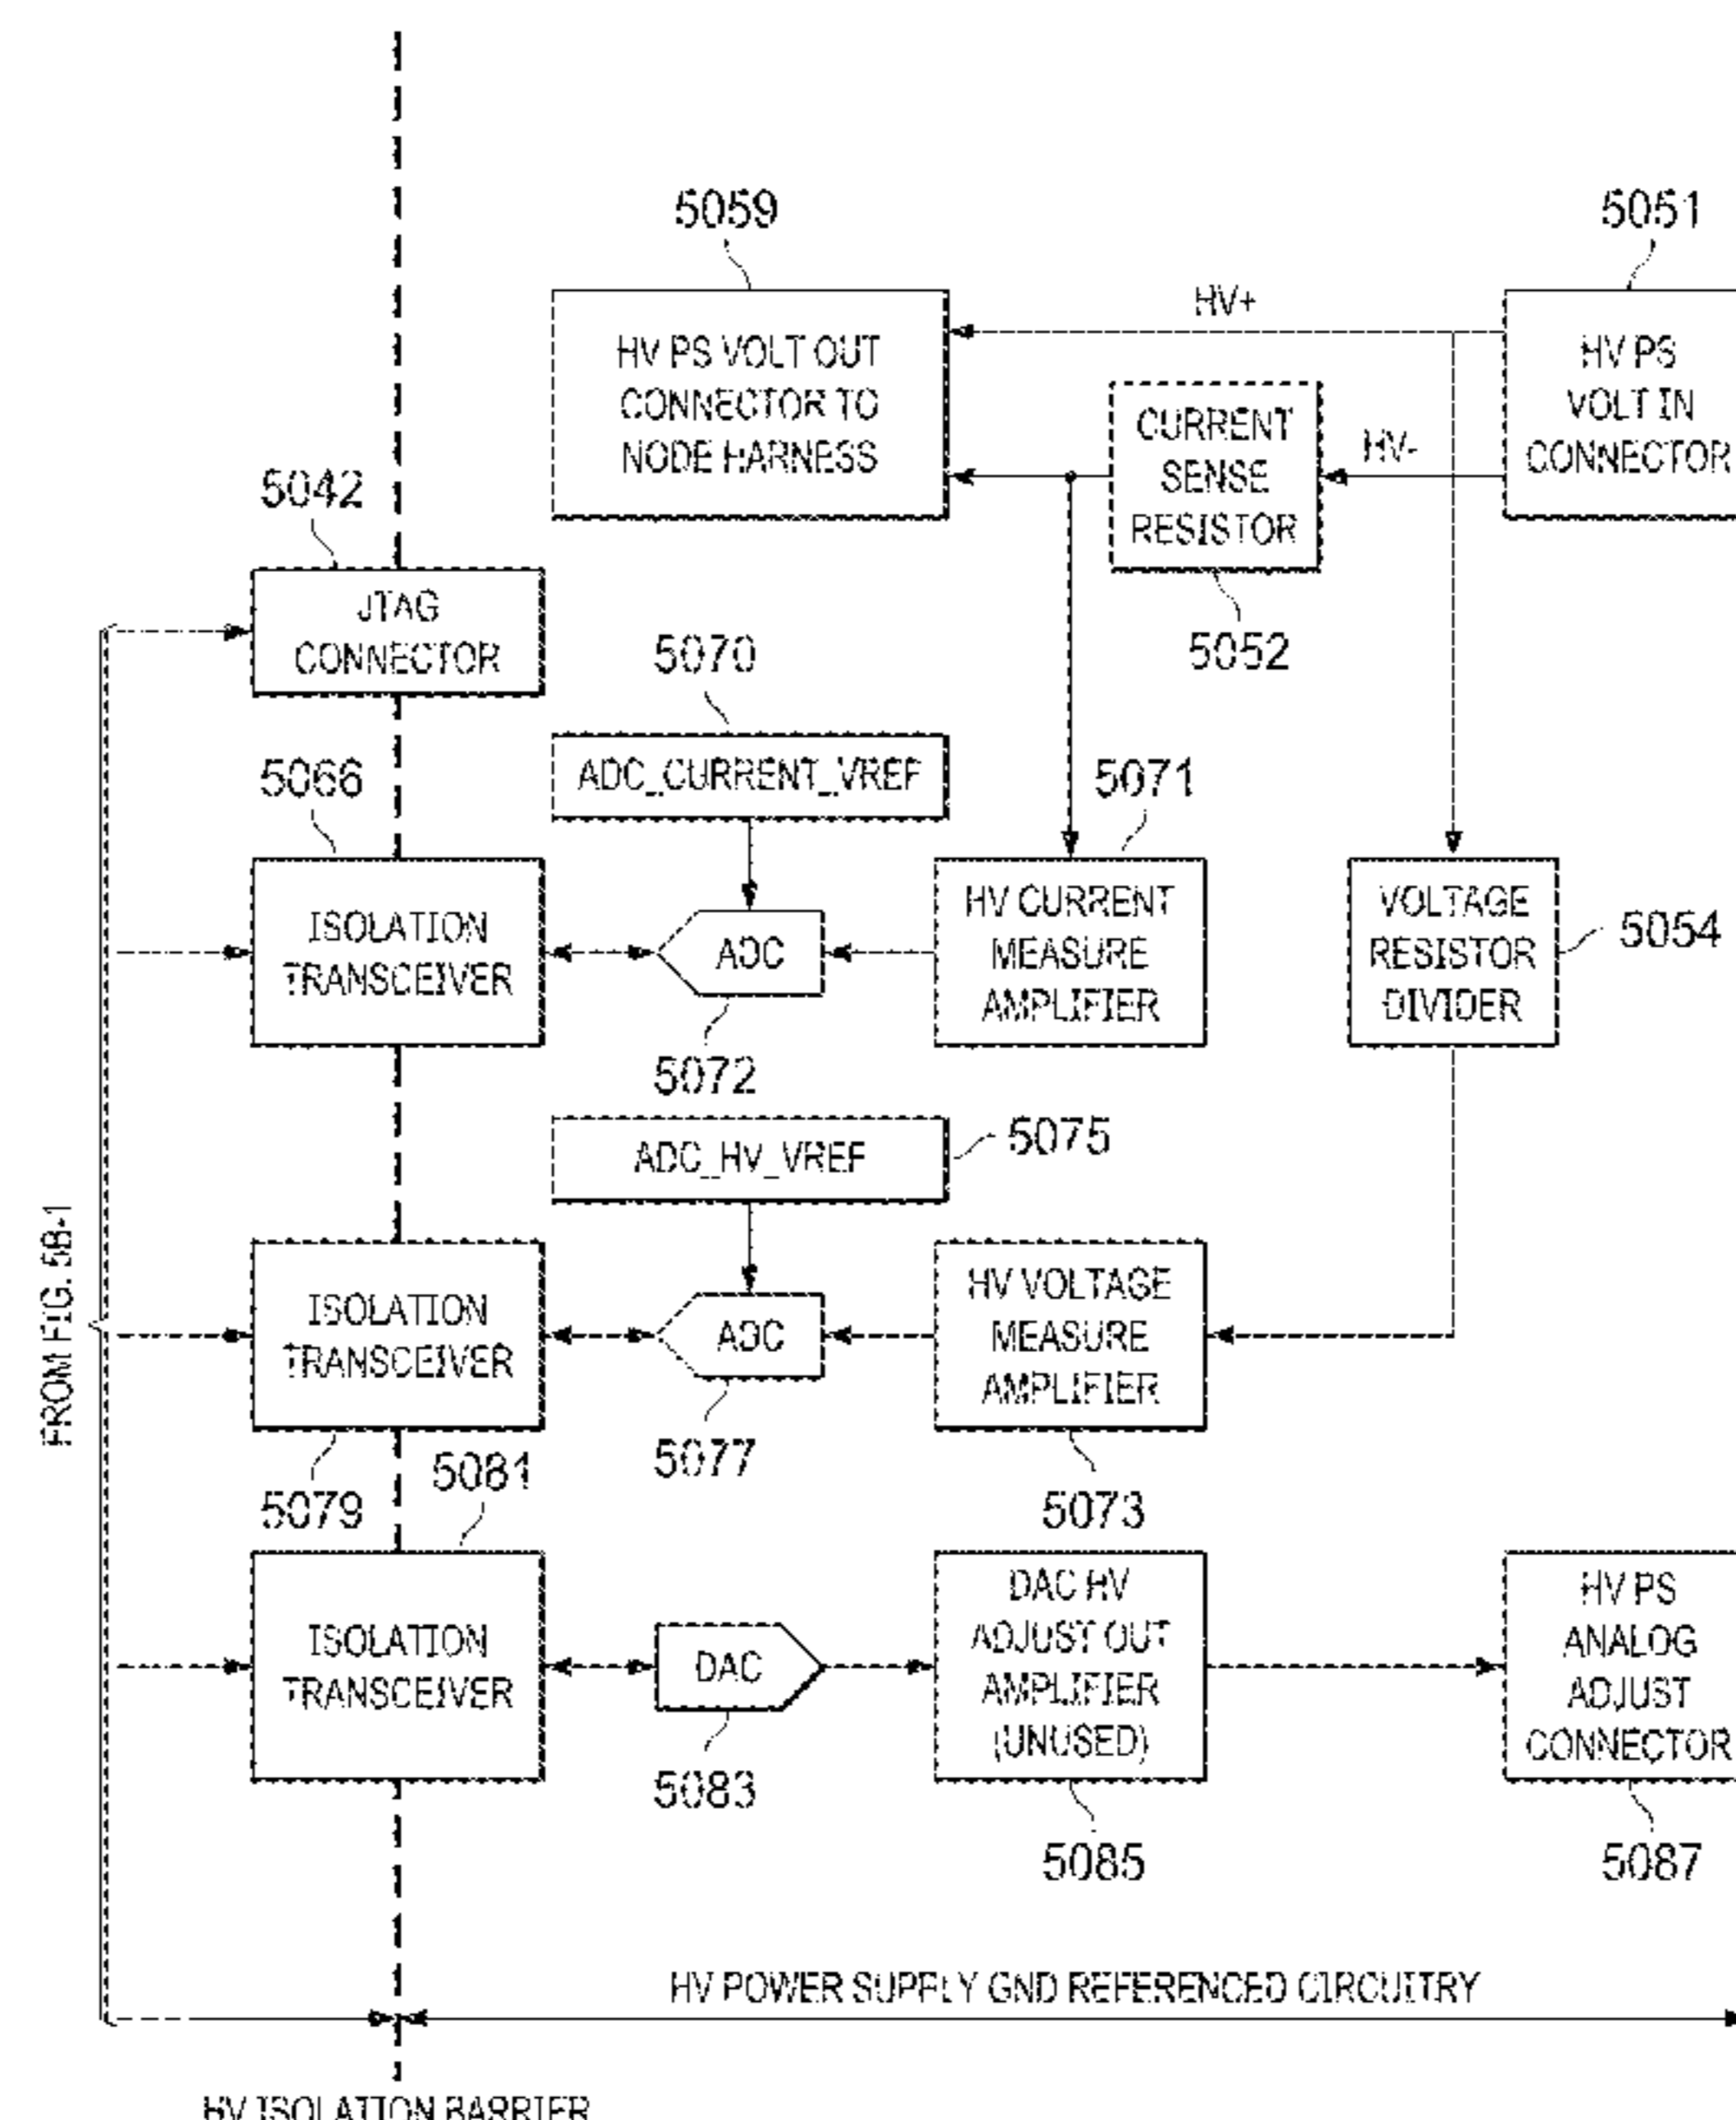 5059
5051
HV+
HV PS VOLT OUT
CONNECTOR TO
NODE HARNESS
HV PS
VOLT IN
CONNECTOR
CURRENT
SENSE
RESISTOR
HV-
5042
JTAG
CONNECTOR
5052
5070
ADC_CURRENT_VREF
5066
5071
ISOLATION
TRANSCEIVER
ADC
HV CURRENT
MEASURE
AMPLIFIER
VOLTAGE
RESISTOR
DIVIDER
5054
5072
ADC_HV_VREF
5075
FROM FIG. 5B-1
ISOLATION
TRANSCEIVER
ADC
HV VOLTAGE
MEASURE
AMPLIFIER
5079
5081
5077
5073
ISOLATION
TRANSCEIVER
DAC
DAC HV
ADJUST OUT
AMPLIFIER
(UNUSED)
HV PS
ANALOG
ADJUST
CONNECTOR
5083
5085
5087
HV POWER SUPPLY GND REFERENCED CIRCUITRY
HV ISOLATION BARRIER